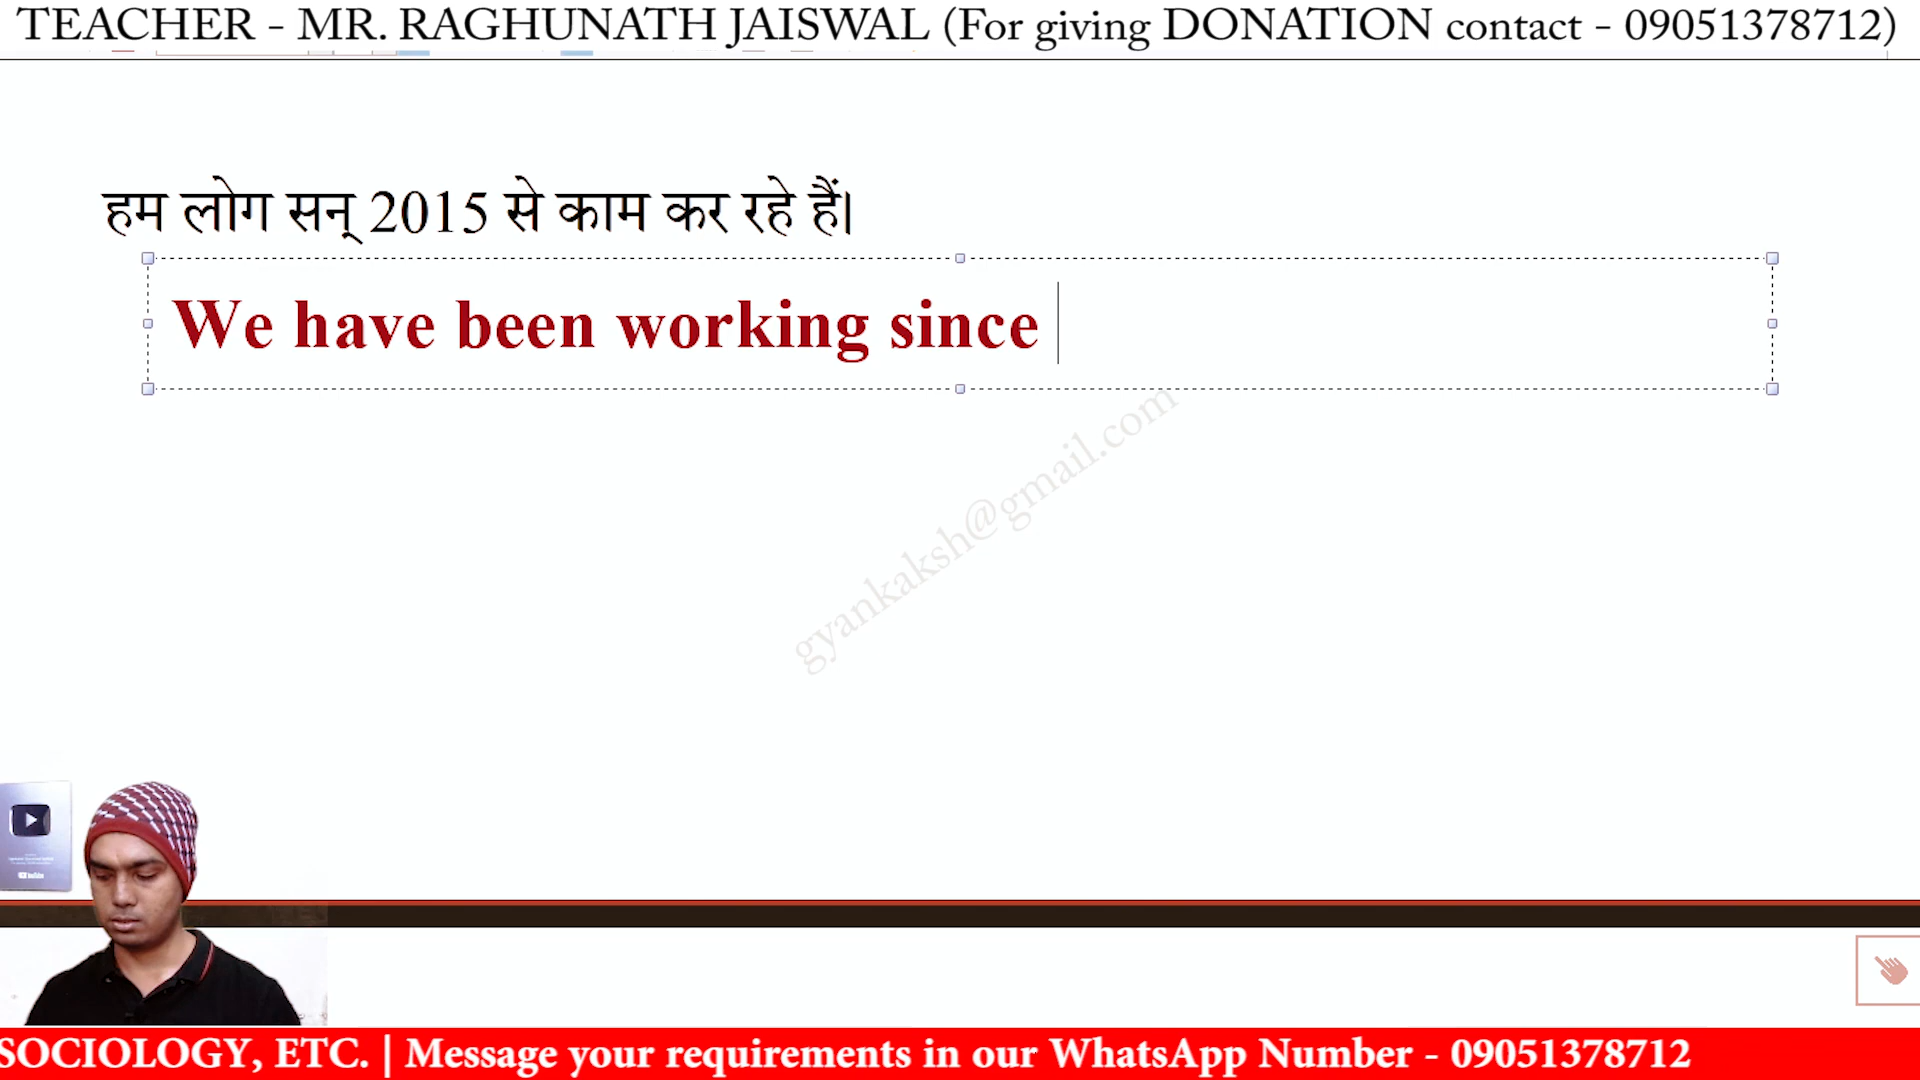 TEACHER - MR. RAGHUNATH JAISWAL (For giving DONATION contact - 09051378712)
हम लोग सन् 2015 से काम कर रहे हैं।
We have been working since
gyankaksh@gmail.com
SOCIOLOGY, ETC. | Message your requirements in our WhatsApp Number - 09051378712